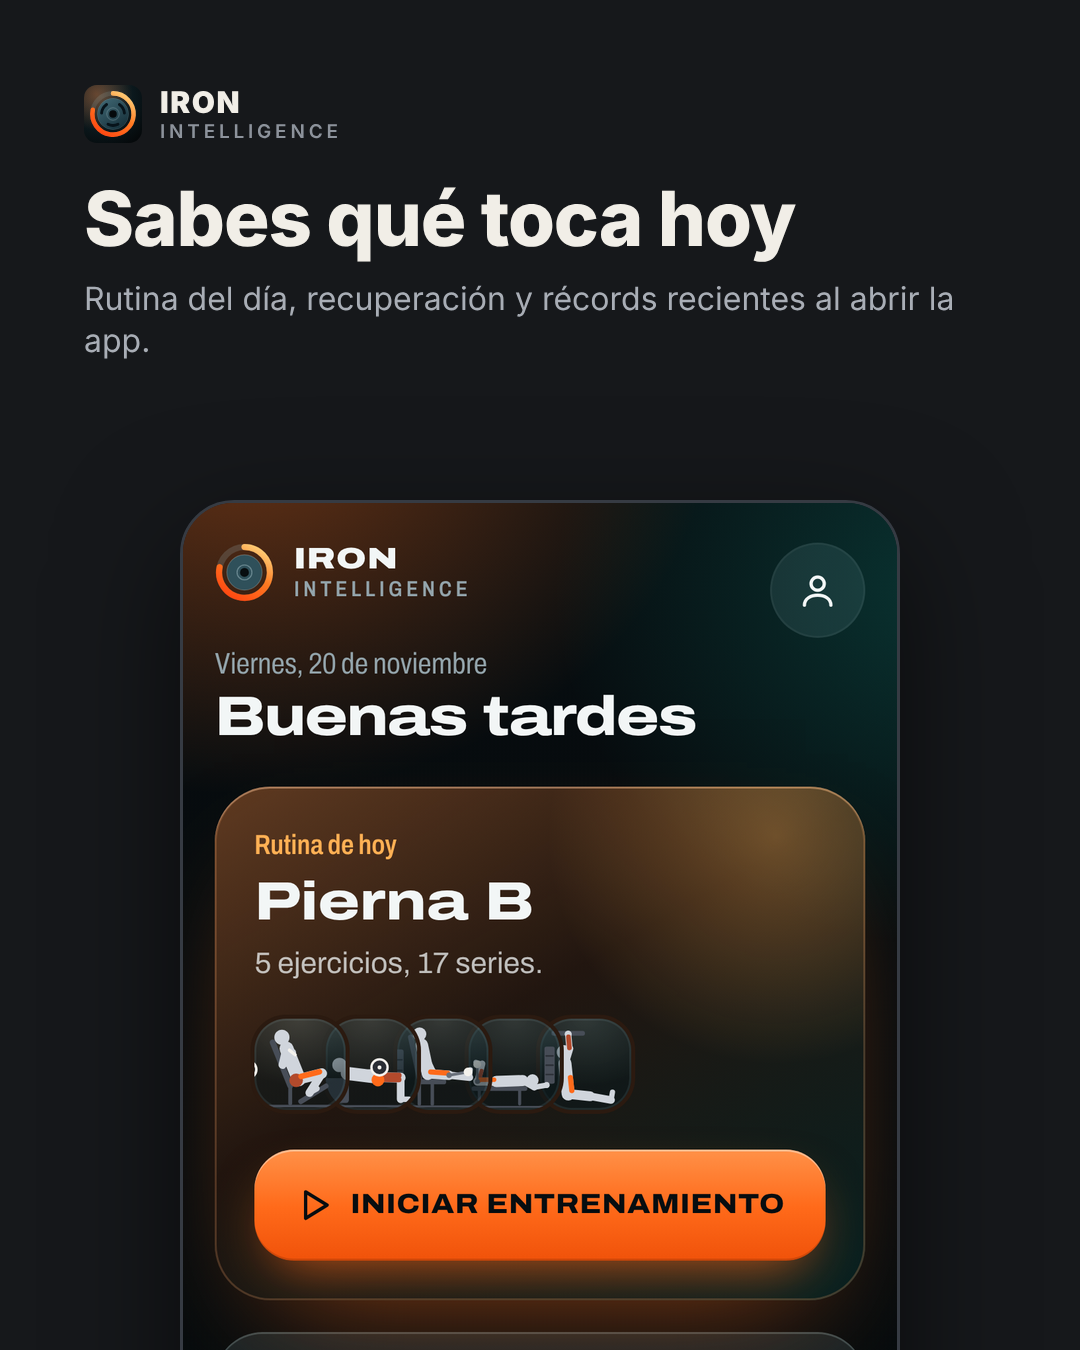 IRON
INTELLIGENCE
Sabes qué toca hoy
Rutina del día, recuperación y récords recientes al abrir la
app.
IRON
INTELLIGENCE
Viernes, 20 de noviembre
Buenas tardes
Rutina de hoy
Pierna B
5 ejercicios, 17 series.
INICIAR ENTRENAMIENTO